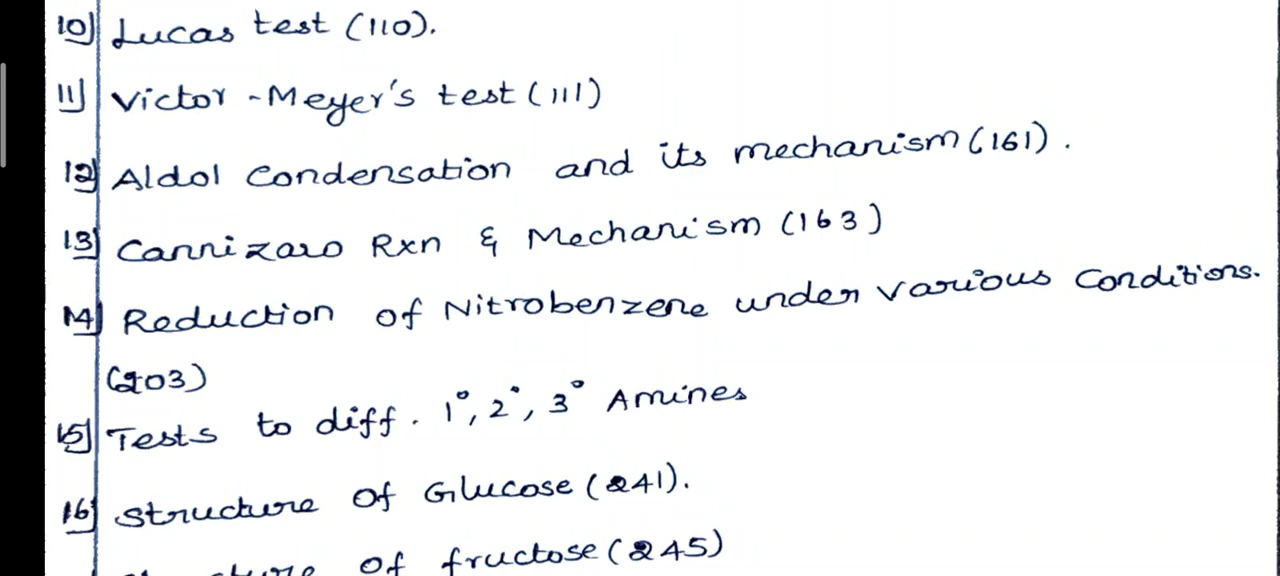 10) Lucas test (110).
11) Victor-Meyer's test (111)
12) Aldol Condensation and its mechanism (161).
13) Cannizaro Rxn & Mechanism (163)
14) Reduction of Nitrobenzene under various Conditions.
(203)
15) Tests to diff. 1°, 2°, 3° Amines
16) Structure of Glucose (241).
of fructose (245)